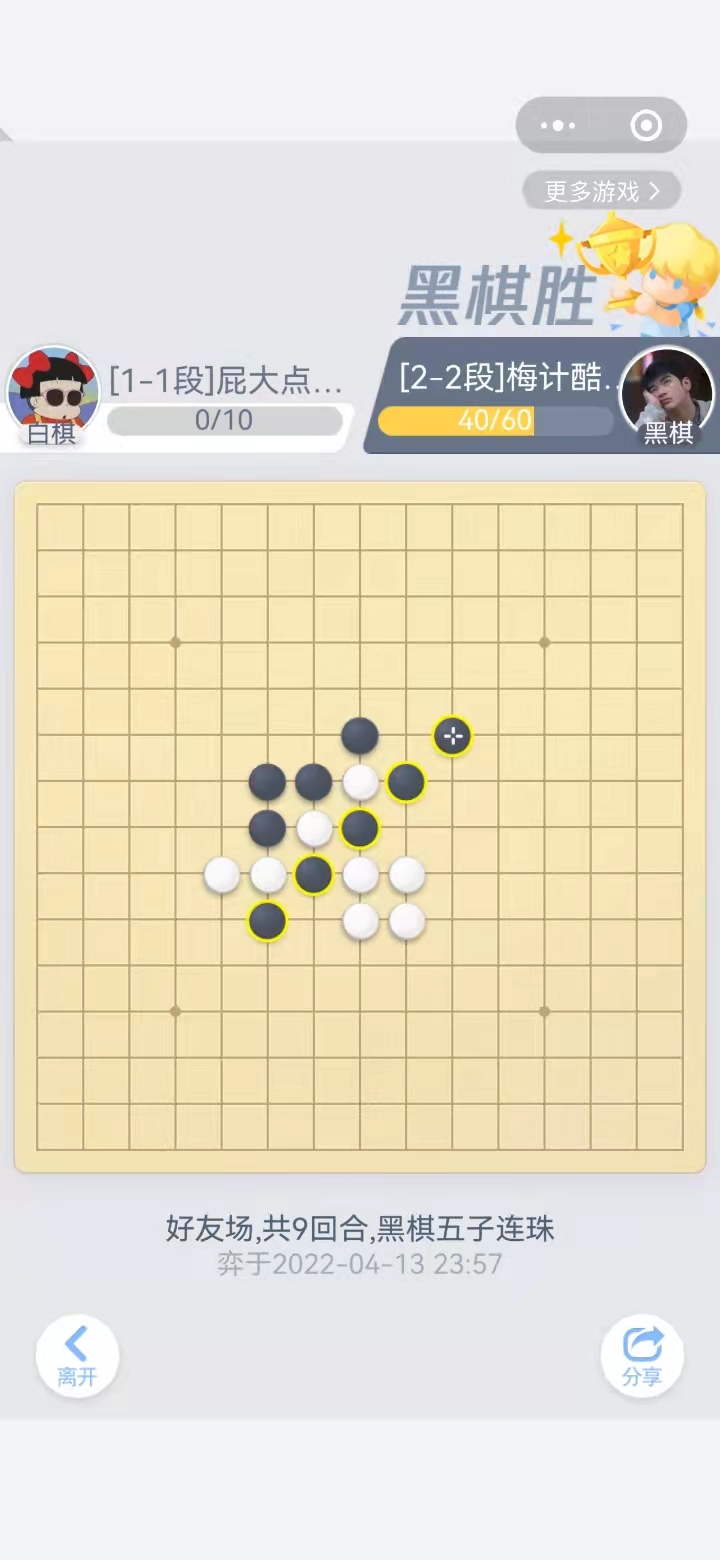 更多游戏
黑棋胜
[1-1段]屁大点...
0/10
白棋
[2-2段]梅计酷..
40/60
黑棋
好友场,共9回合,黑棋五子连珠
弈于2022-04-13 23:57
离开
分享